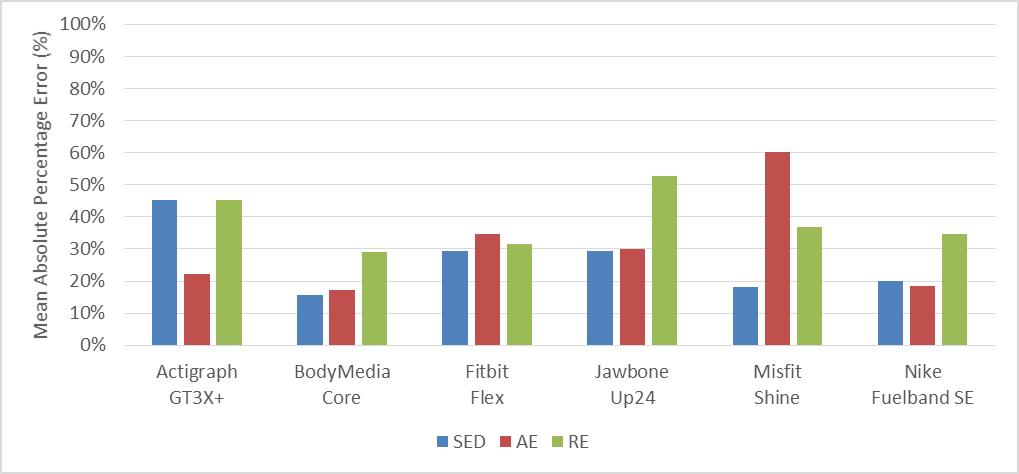 Mean Absolute Percentage Error (%)
100%
90%
80%
70%
60%
50%
40%
30%
20%
10%
0%
Actigraph
GT3X+
BodyMedia
Core
Fitbit
Flex
Jawbone
Up24
Misfit
Shine
Nike
Fuelband SE
SED AE RE